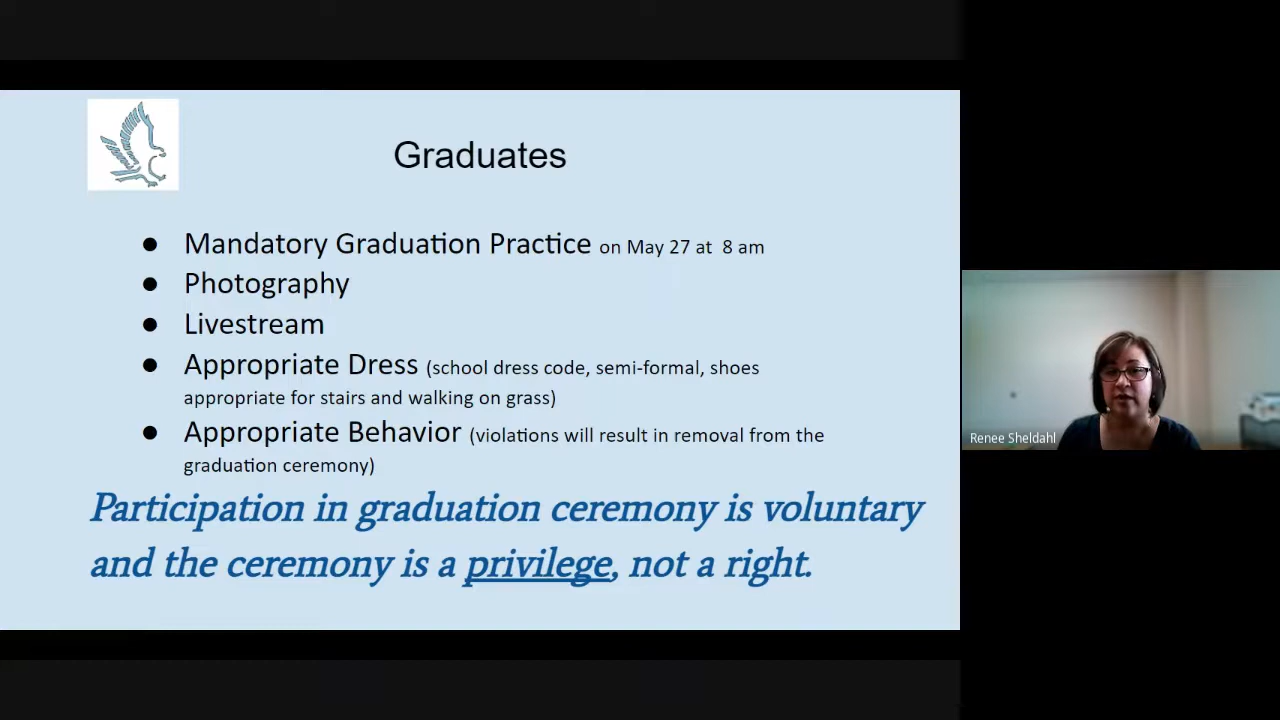 Graduates
● Mandatory Graduation Practice on May 27 at 8 am
● Photography
● Livestream
● Appropriate Dress (school dress code, semi-formal, shoes
appropriate for stairs and walking on grass)
● Appropriate Behavior (violations will result in removal from the
graduation ceremony)
Participation in graduation ceremony is voluntary
and the ceremony is a privilege, not a right.
Renee Sheldahl